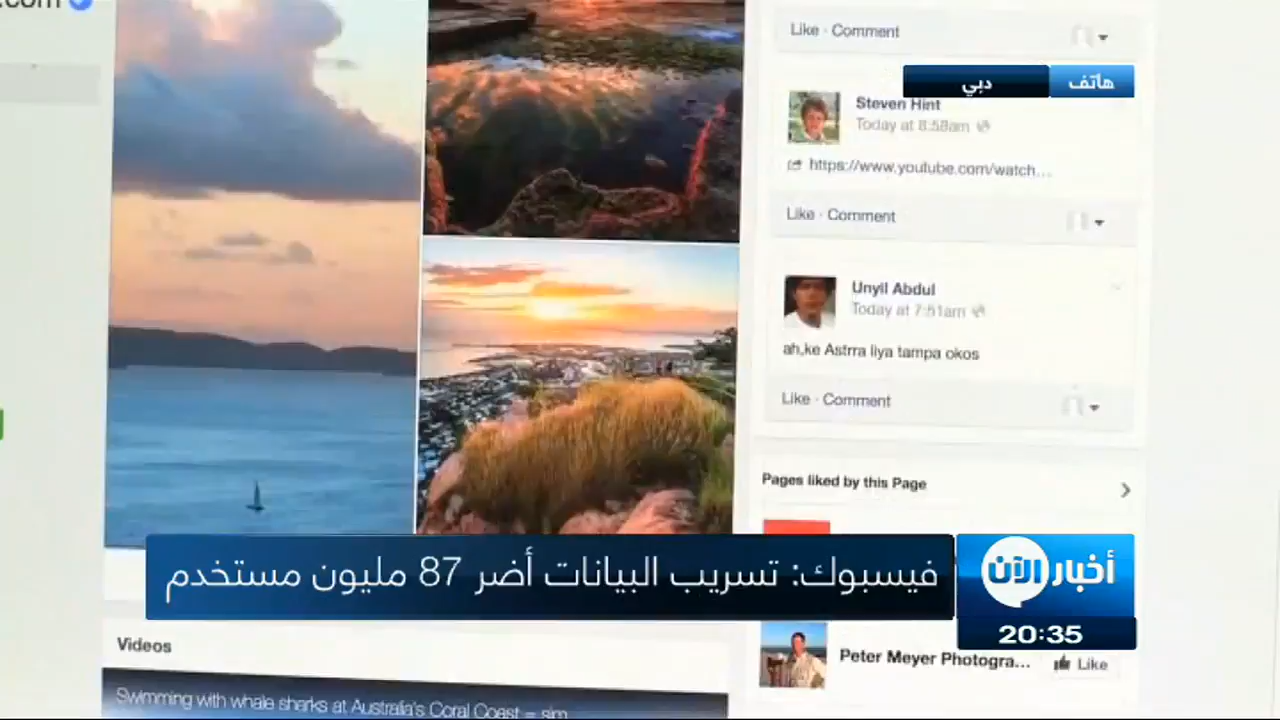 .com
Like · Comment
هاتف
دبي
Steven Hint
Today at 8:58am
https://www.youtube.com/watch...
Like · Comment
Unyil Abdul
Today at 7:51am
ah,ke Astrra liya tampa okos
Like · Comment
Pages liked by this Page
فيسبوك: تسريب البيانات أضر 87 مليون مستخدم
أخبار الآن
20:35
Peter Meyer Photogra...
Like
Videos
Swimming with whale sharks at Australia's Coral Coast – sim